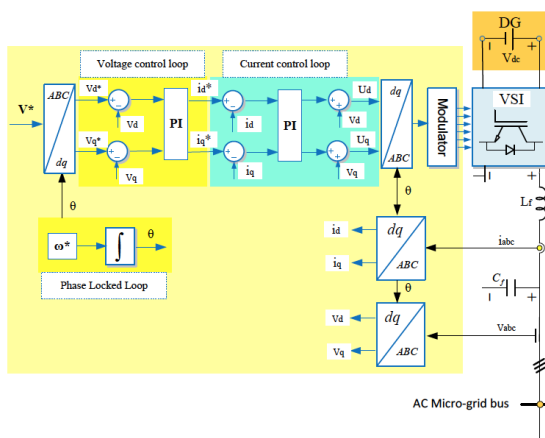 DG
Vdc
Voltage control loop
Current control loop
V*
ABC
dq
Vd*
Vd
Vq*
Vq
PI
id*
id
iq*
iq
PI
Ud
Vd
Uq
Vq
dq
ABC
Modulator
VSI
θ
θ
Lf
ω*
∫
θ
Phase Locked Loop
id
iq
dq
ABC
iabc
θ
Cf
Vd
Vq
dq
ABC
Vabc
AC Micro-grid bus